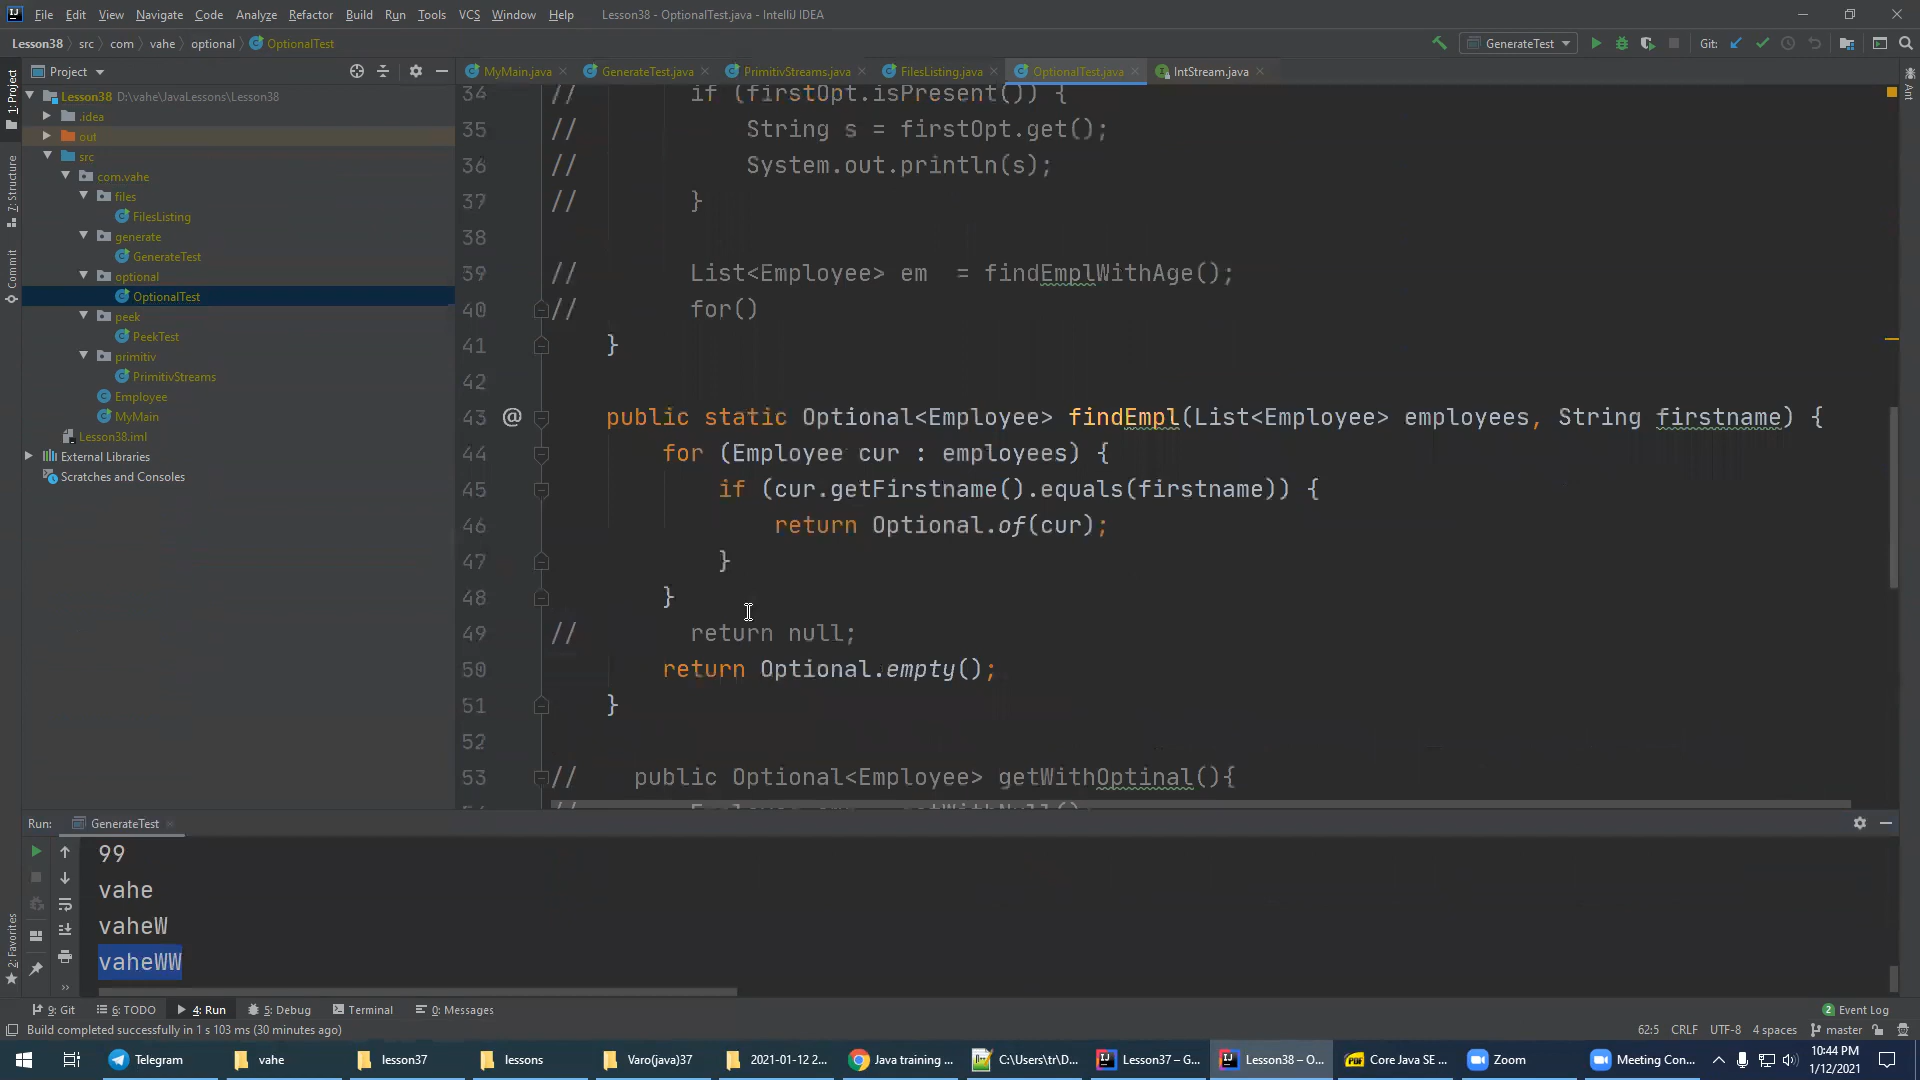 File Edit View Navigate Code Analyze Refactor Build Run Tools VCS Window Help Lesson38 - OptionalTest.java - IntelliJ IDEA
Lesson38 src com vahe optional OptionalTest GenerateTest Git:
Project MyMain.java GenerateTest.java PrimitivStreams.java FilesListing.java OptionalTest.java IntStream.java
Lesson38 D:\vahe\JavaLessons\Lesson38
.idea
out
src
com.vahe
files
FilesListing
generate
GenerateTest
optional
OptionalTest
peek
PeekTest
primitiv
PrimitivStreams
Employee
MyMain
Lesson38.iml
External Libraries
Scratches and Consoles
1: Project
7: Structure
Commit
2: Favorites
Ant
34 // if (firstOpt.isPresent()) {
35 // String s = firstOpt.get();
36 // System.out.println(s);
37 // }
38
39 // List<Employee> em  = findEmplWithAge();
40 // for()
41 }
42
43 @ public static Optional<Employee> findEmpl(List<Employee> employees, String firstname) {
44 for (Employee cur : employees) {
45 if (cur.getFirstname().equals(firstname)) {
46 return Optional.of(cur);
47 }
48 }
49 // return null;
50 return Optional.empty();
51 }
52
53 // public Optional<Employee> getWithOptinal(){
Run: GenerateTest
99
vahe
vaheW
vaheWW
9: Git 6: TODO 4: Run 5: Debug Terminal 0: Messages 2 Event Log
Build completed successfully in 1 s 103 ms (30 minutes ago) 62:5 CRLF UTF-8 4 spaces master
Telegram vahe lesson37 lessons Varo(java)37 2021-01-12 2... Java training ... C:\Users\tr\D... Lesson37 – G... Lesson38 – O... Core Java SE ... Zoom Meeting Con... 10:44 PM
1/12/2021